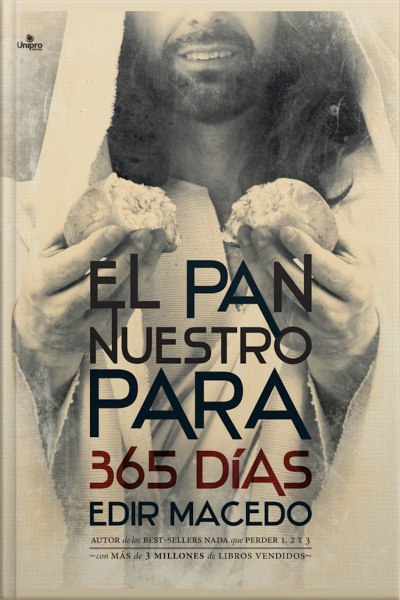 Unipro
EL PAN
NUESTRO
PARA
365 DÍAS
EDIR MACEDO
AUTOR de los BEST-SELLERS NADA que PERDER 1, 2 Y 3
~con MÁS de 3 MILLONES de LIBROS VENDIDOS~